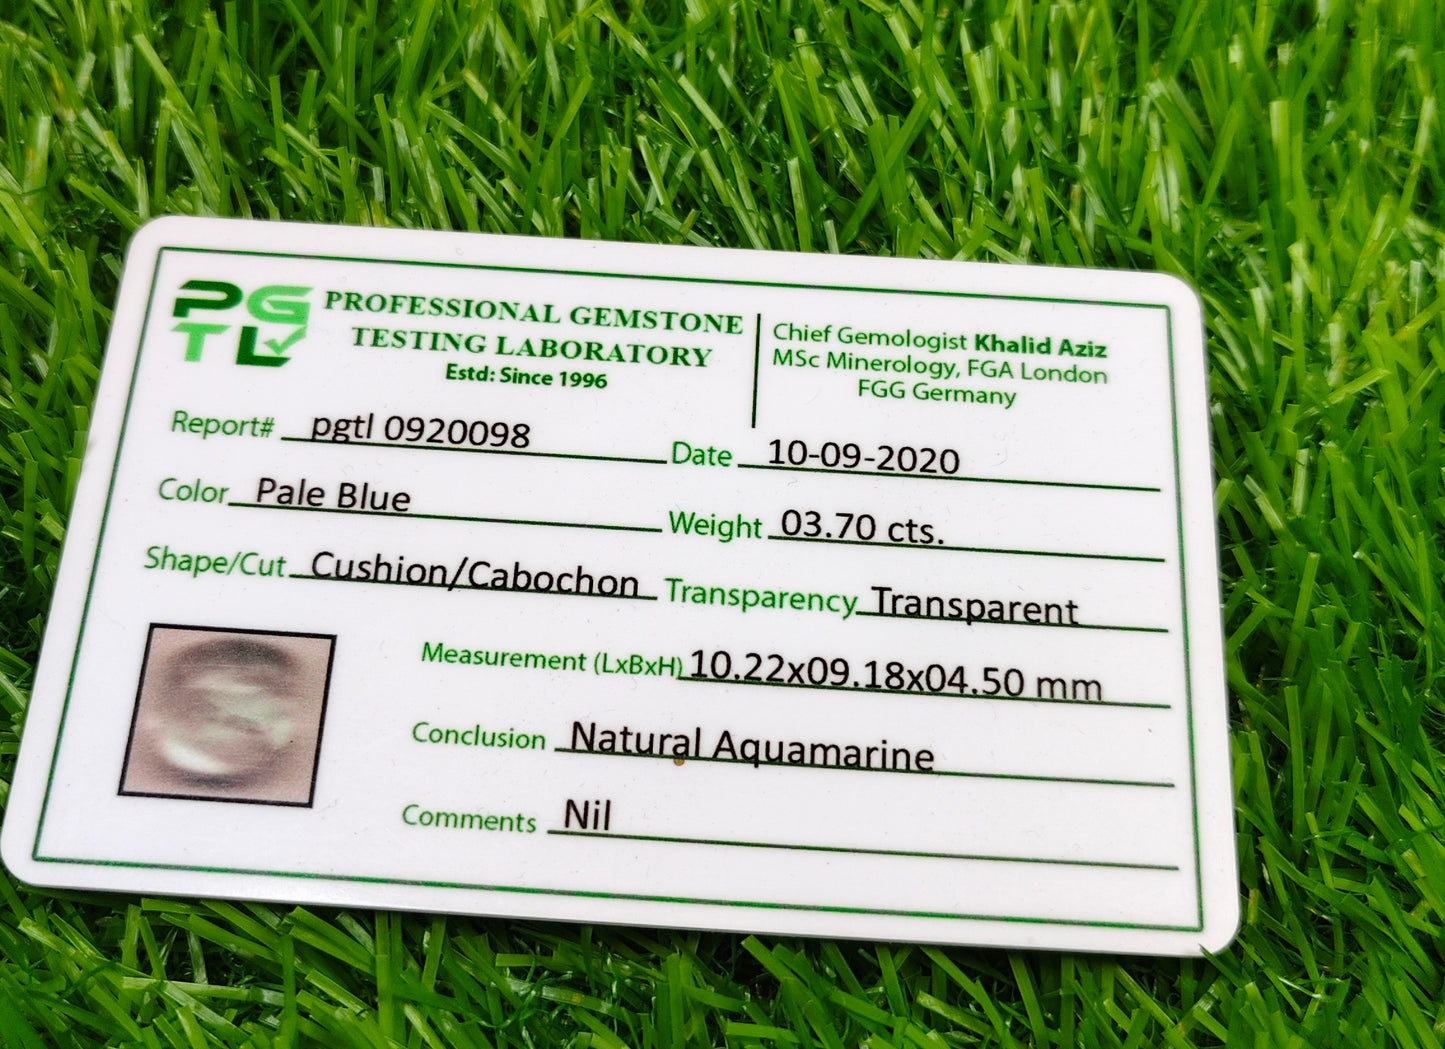 PG
TL
PROFESSIONAL GEMSTONE
TESTING LABORATORY
Estd: Since 1996
Chief Gemologist Khalid Aziz
MSc Minerology, FGA London
FGG Germany
Report# pgtl 0920098
Date 10-09-2020
Color Pale Blue
Weight 03.70 cts.
Shape/Cut Cushion/Cabochon
Transparency Transparent
Measurement (LxBxH) 10.22x09.18x04.50 mm
Conclusion Natural Aquamarine
Comments Nil